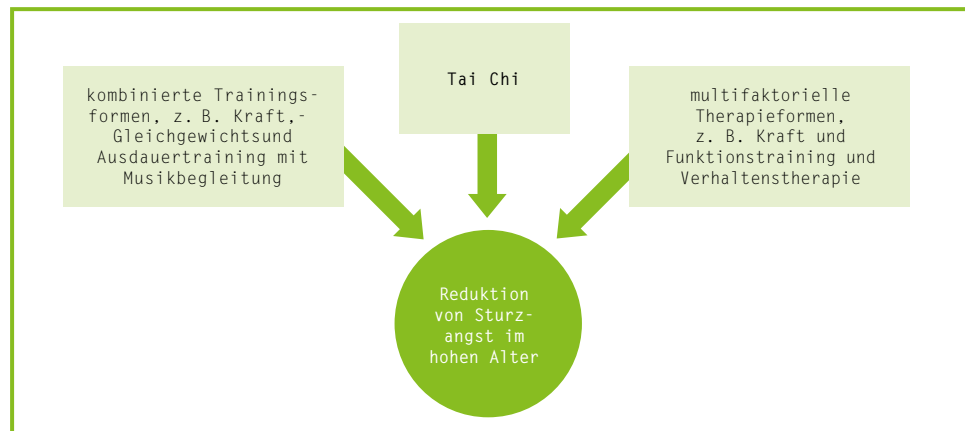 kombinierte Trainings-
formen, z. B. Kraft,-
Gleichgewichtsund
Ausdauertraining mit
Musikbegleitung
Tai Chi
multifaktorielle
Therapieformen,
z. B. Kraft und
Funktionstraining und
Verhaltenstherapie
Reduktion
von Sturz-
angst im
hohen Alter